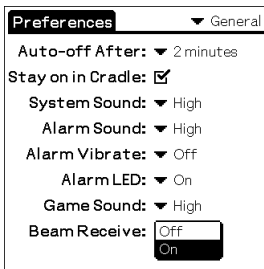 Preferences General
Auto-off After: 2 minutes
Stay on in Cradle:
System Sound: High
Alarm Sound: High
Alarm Vibrate: Off
Alarm LED: On
Game Sound: High
Beam Receive: Off
On